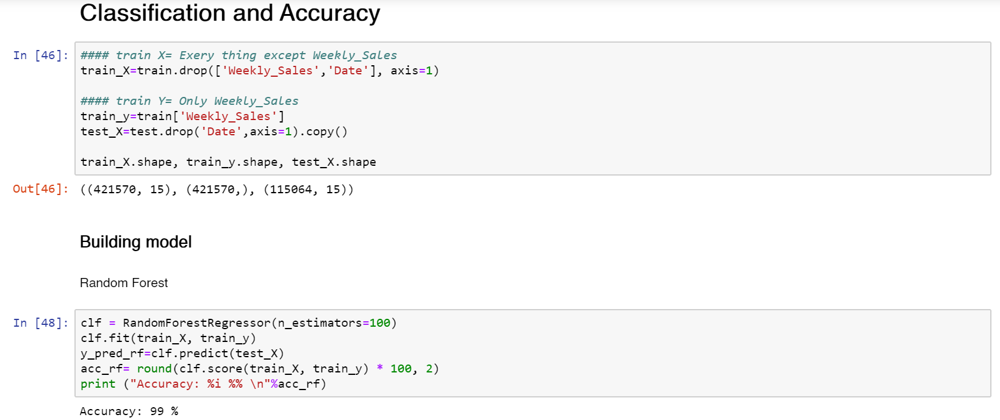 Classification and Accuracy
In [46]:
#### train X= Exery thing except Weekly_Sales
train_X=train.drop(['Weekly_Sales','Date'], axis=1)
#### train Y= Only Weekly_Sales
train_y=train['Weekly_Sales']
test_X=test.drop('Date',axis=1).copy()
train_X.shape, train_y.shape, test_X.shape
Out[46]: ((421570, 15), (421570,), (115064, 15))
Building model
Random Forest
In [48]:
clf = RandomForestRegressor(n_estimators=100)
clf.fit(train_X, train_y)
y_pred_rf=clf.predict(test_X)
acc_rf= round(clf.score(train_X, train_y) * 100, 2)
print ("Accuracy: %i %% \n"%acc_rf)
Accuracy: 99 %